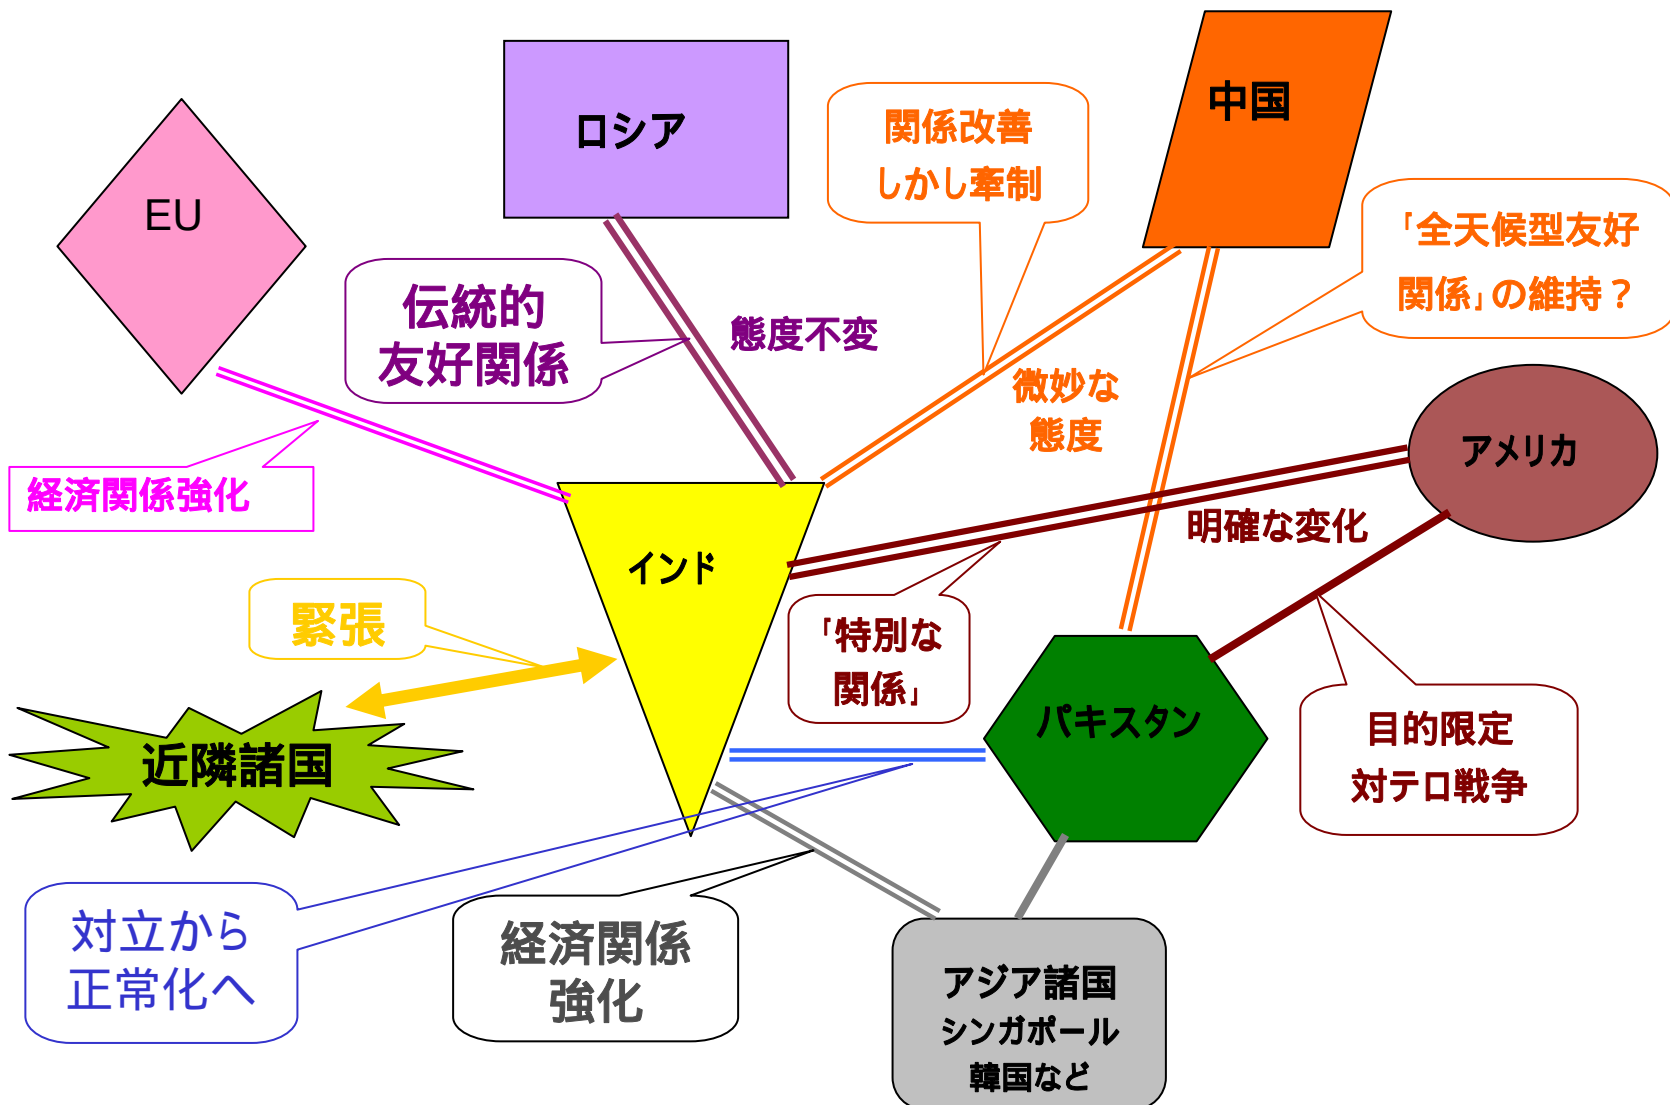 中国
ロシア
関係改善
しかし牽制
EU
「全天候型友好
関係」の維持？
伝統的
友好関係
態度不変
微妙な
態度
アメリカ
経済関係強化
明確な変化
インド
緊張
「特別な
関係」
パキスタン
目的限定
対テロ戦争
近隣諸国
対立から
正常化へ
経済関係
強化
アジア諸国
シンガポール
韓国など